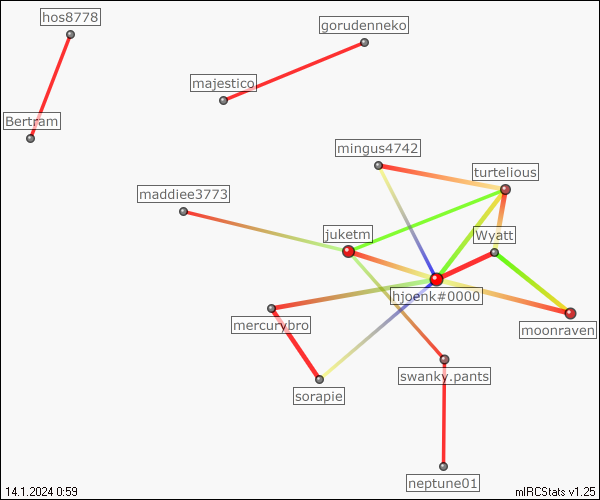 hos8778
gorudenneko
majestico
Bertram
mingus4742
turtelious
maddiee3773
juketm
Wyatt
hjoenk#0000
mercurybro
moonraven
swanky.pants
sorapie
neptune01
14.1.2024 0:59
mIRCStats v1.25